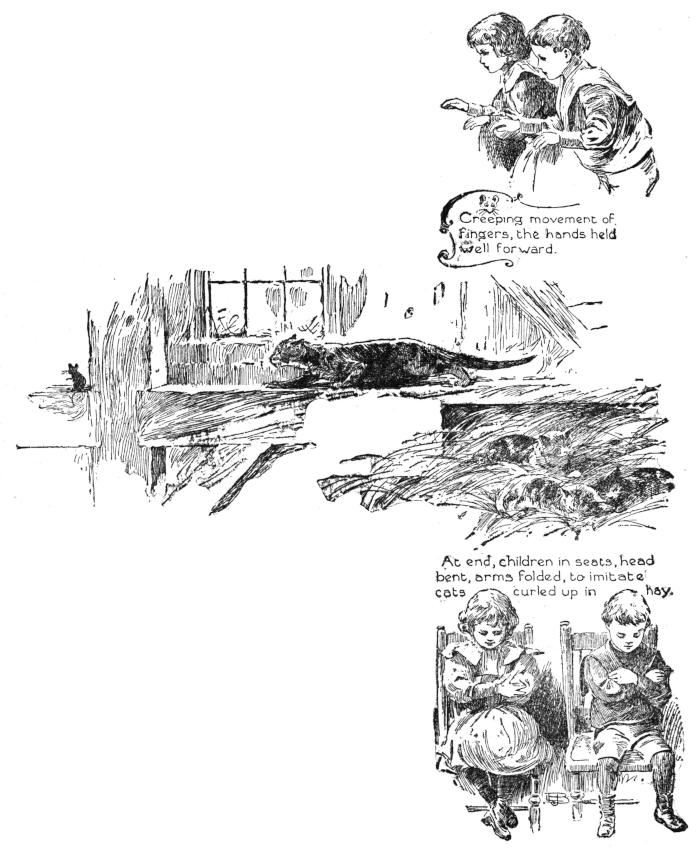 Creeping movement of
fingers, the hands held
well forward.
At end, children in seats, head
bent, arms folded, to imitate
cats curled up in hay.